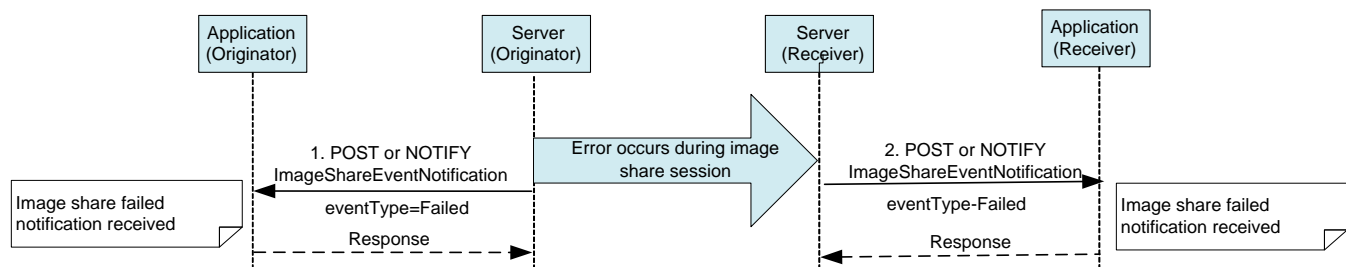 Application
(Originator)
Server
(Originator)
Server
(Receiver)
Application
(Receiver)
1. POST or NOTIFY
ImageShareEventNotification
eventType=Failed
Response
Image share failed
notification received
Error occurs during image
share session
2. POST or NOTIFY
ImageShareEventNotification
eventType-Failed
Response
Image share failed
notification received